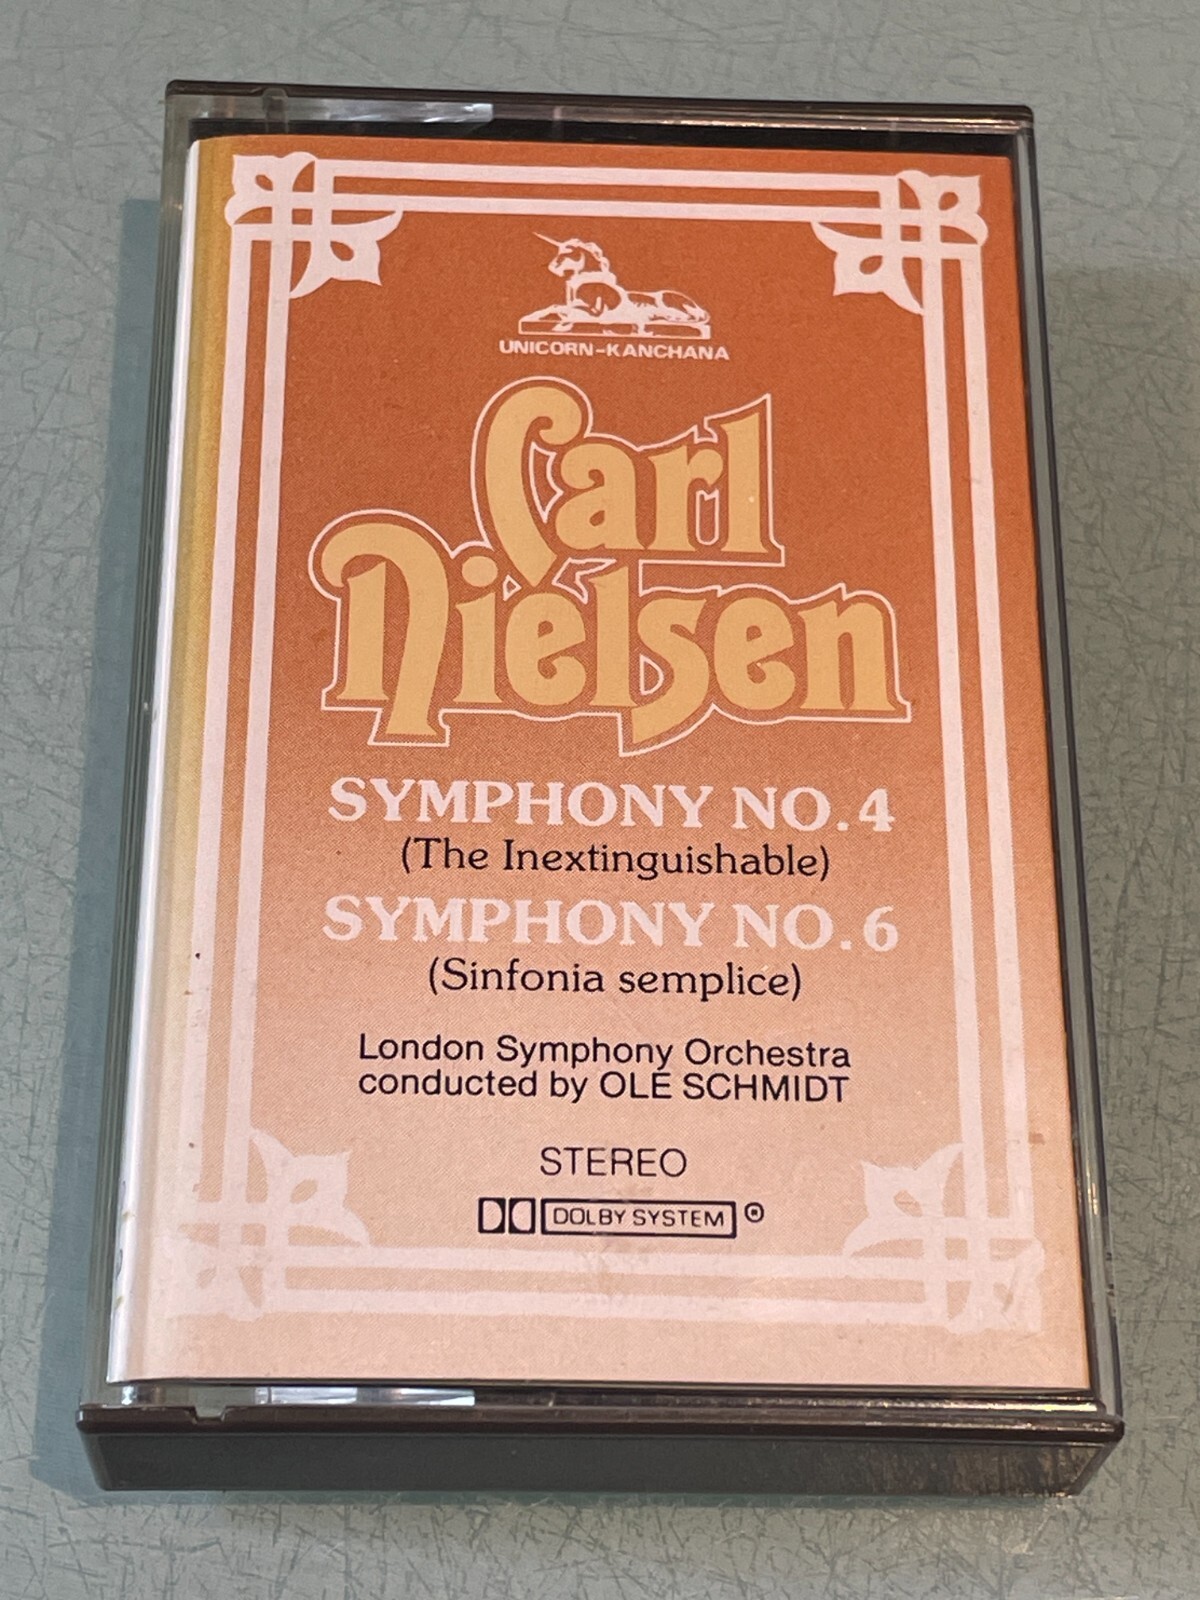 UNICORN-KANCHANA
Carl
Nielsen
SYMPHONY NO.4
(The Inextinguishable)
SYMPHONY NO.6
(Sinfonia semplice)
London Symphony Orchestra
conducted by OLE SCHMIDT
STEREO
DOLBY SYSTEM ®